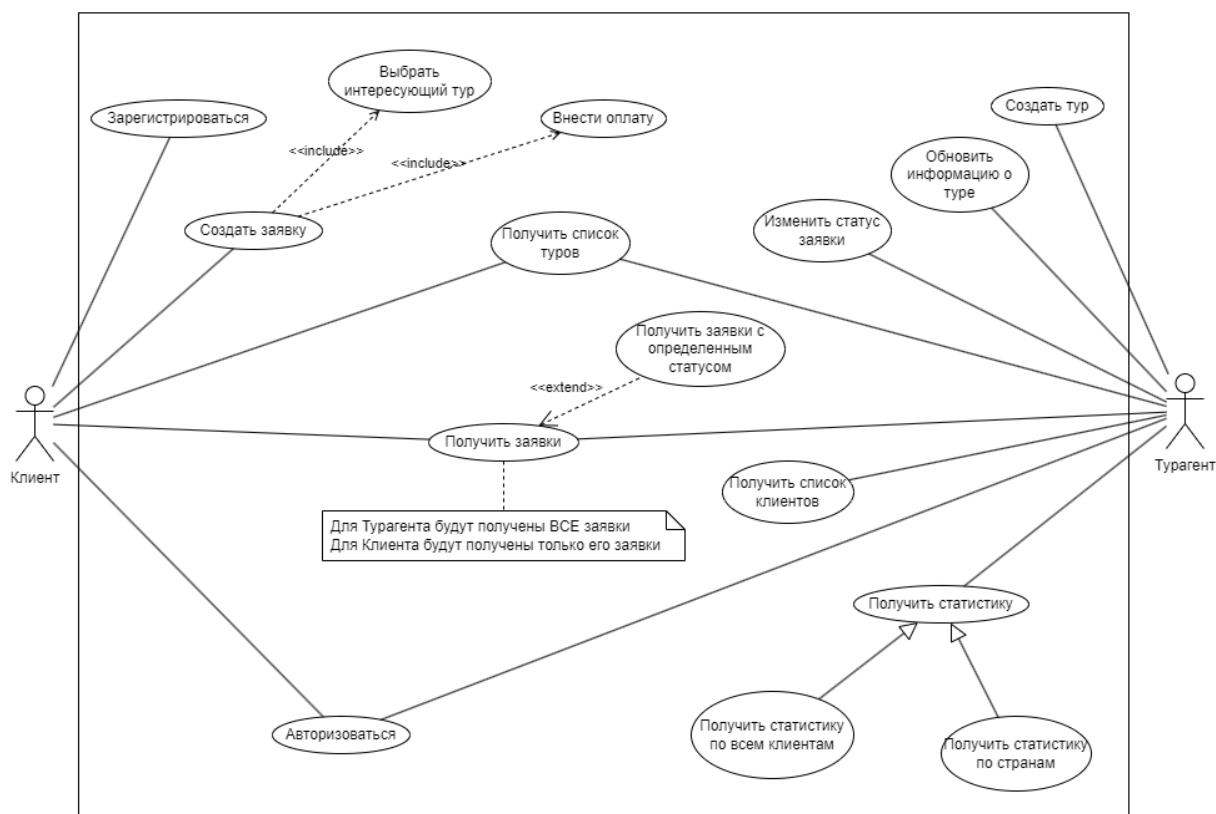 Выбрать
интересующий тур
Зарегистрироваться
Внести оплату
Создать тур
<<include>>
<<include>>
Обновить
информацию о
туре
Создать заявку
Получить список
туров
Изменить статус
заявки
Получить заявки с
определенным
статусом
<<extend>>
Клиент
Получить заявки
Турагент
Получить список
клиентов
Для Турагента будут получены ВСЕ заявки
Для Клиента будут получены только его заявки
Получить статистику
Авторизоваться
Получить статистику
по всем клиентам
Получить статистику
по странам